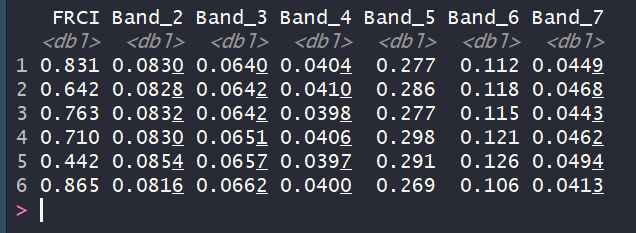 FRCI Band_2 Band_3 Band_4 Band_5 Band_6 Band_7
<dbl> <dbl> <dbl> <dbl> <dbl> <dbl> <dbl>
1 0.831 0.0830 0.0640 0.0404 0.277 0.112 0.0449
2 0.642 0.0828 0.0642 0.0410 0.286 0.118 0.0468
3 0.763 0.0832 0.0642 0.0398 0.277 0.115 0.0443
4 0.710 0.0830 0.0651 0.0406 0.298 0.121 0.0462
5 0.442 0.0854 0.0657 0.0397 0.291 0.126 0.0494
6 0.865 0.0816 0.0662 0.0400 0.269 0.106 0.0413
>